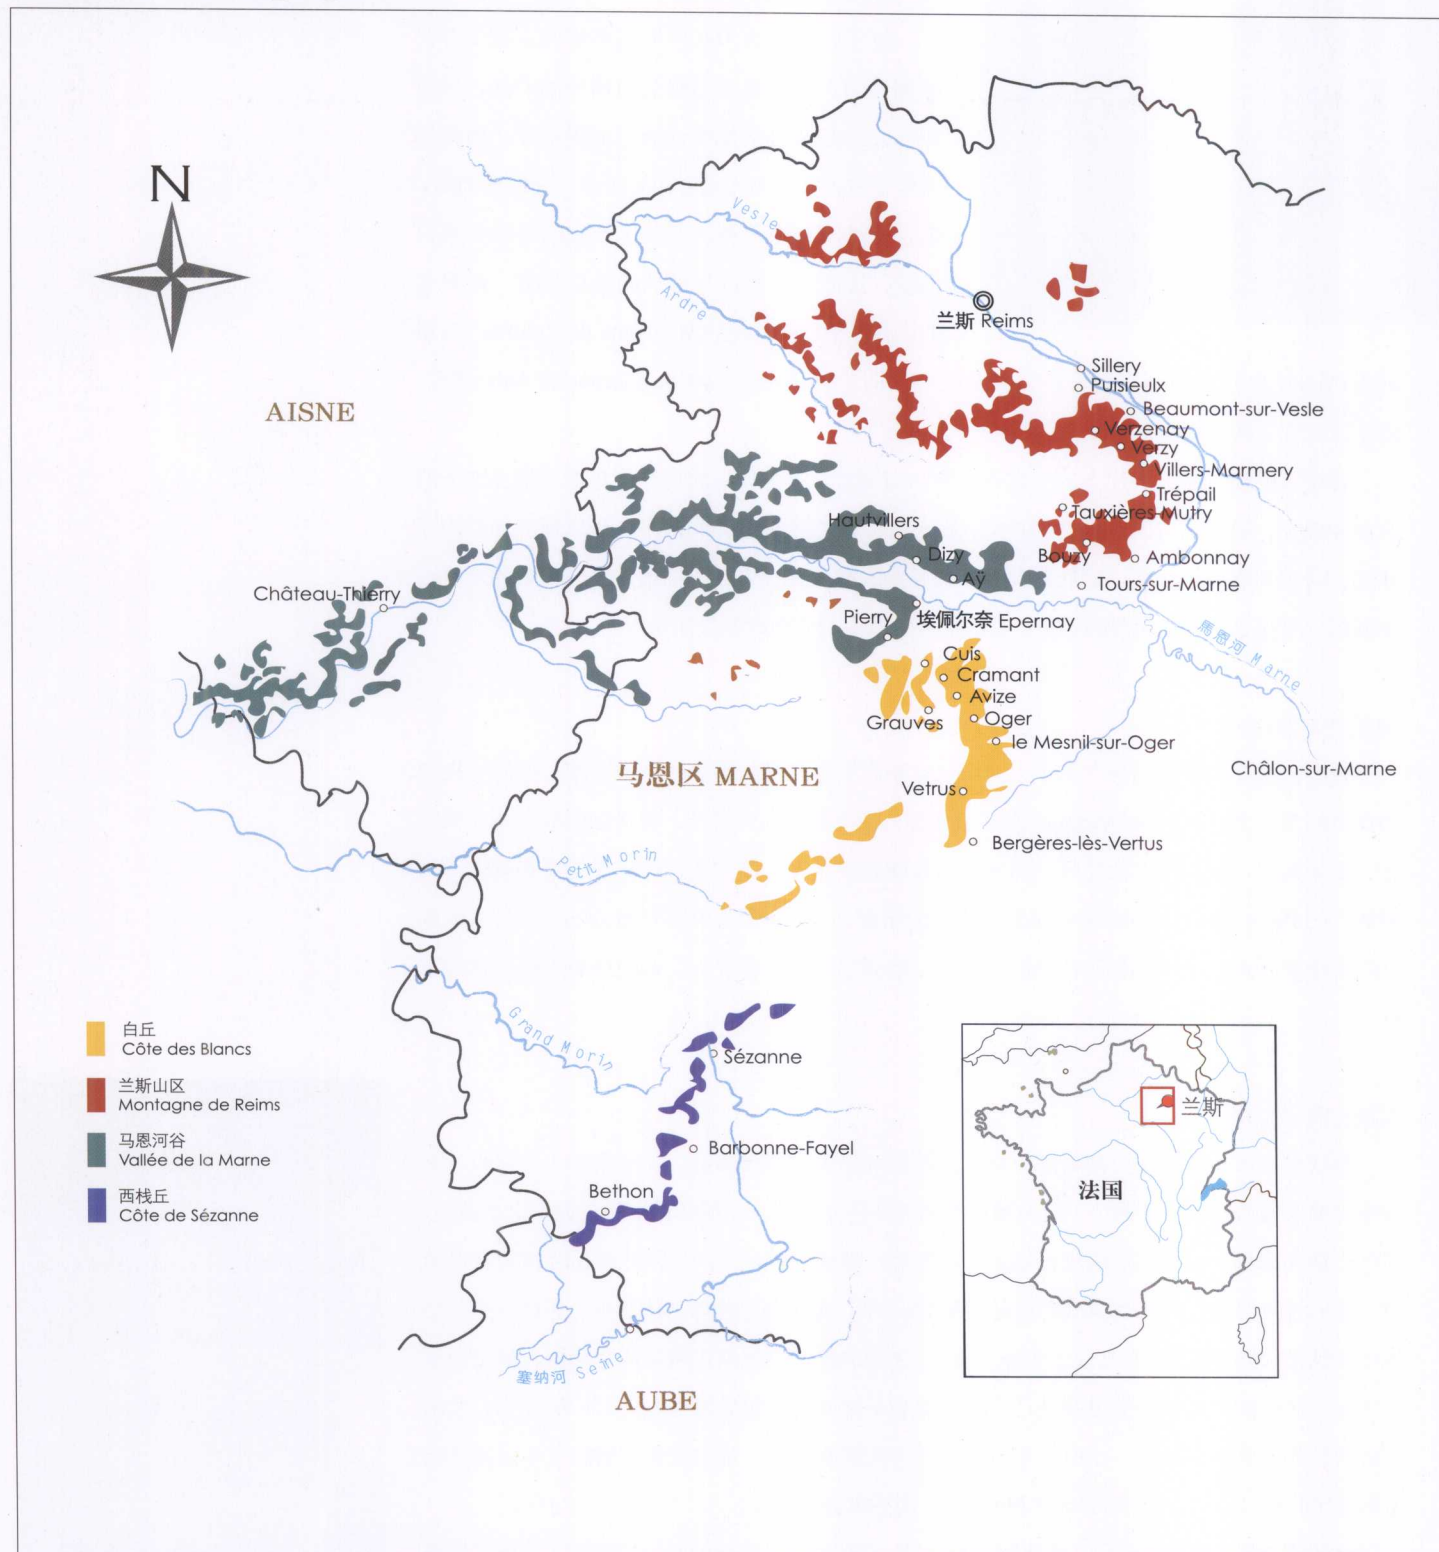 N
Vesle
Ardre
兰斯 Reims
Sillery
Puisieulx
Beaumont-sur-Vesle
AISNE
Verzenay
Verzy
Villers-Marmery
Trépail
Tauxières-Mutry
Hautvillers
Dizy
Bouzy
Ambonnay
Aÿ
Tours-sur-Marne
Château-Thierry
Pierry
埃佩尔奈 Epernay
馬恩河 Marne
Cuis
Cramant
Avize
Grauves
Oger
le Mesnil-sur-Oger
马恩区 MARNE
Châlon-sur-Marne
Vetrus
Bergères-lès-Vertus
Petit Morin
Grand Morin
白丘
Côte des Blancs
兰斯山区
Montagne de Reims
马恩河谷
Vallée de la Marne
西栈丘
Côte de Sézanne
Sézanne
Barbonne-Fayel
Bethon
兰斯
法国
塞纳河 Seine
AUBE